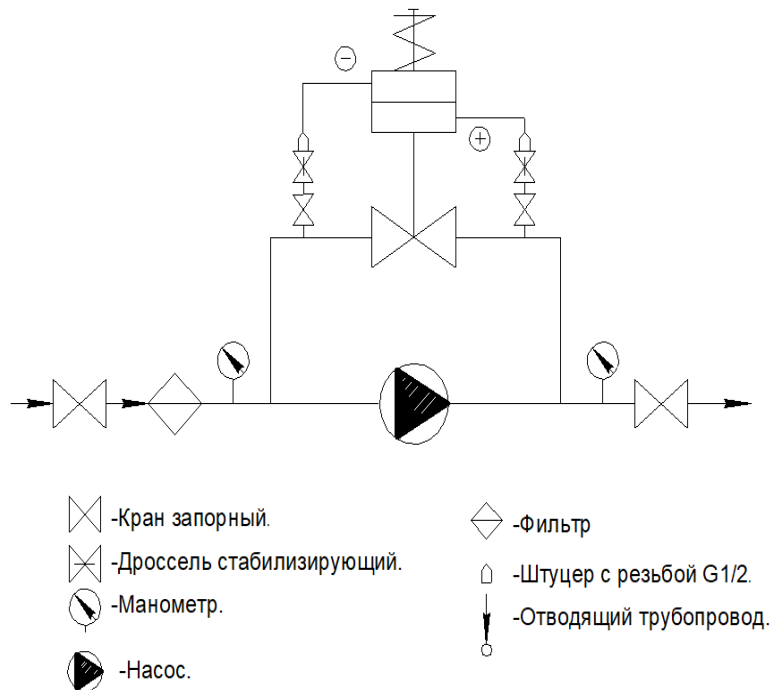 -Кран запорный.
-Дроссель стабилизирующий.
-Манометр.
-Насос.
-Фильтр
-Штуцер с резьбой G1/2.
-Отводящий трубопровод.